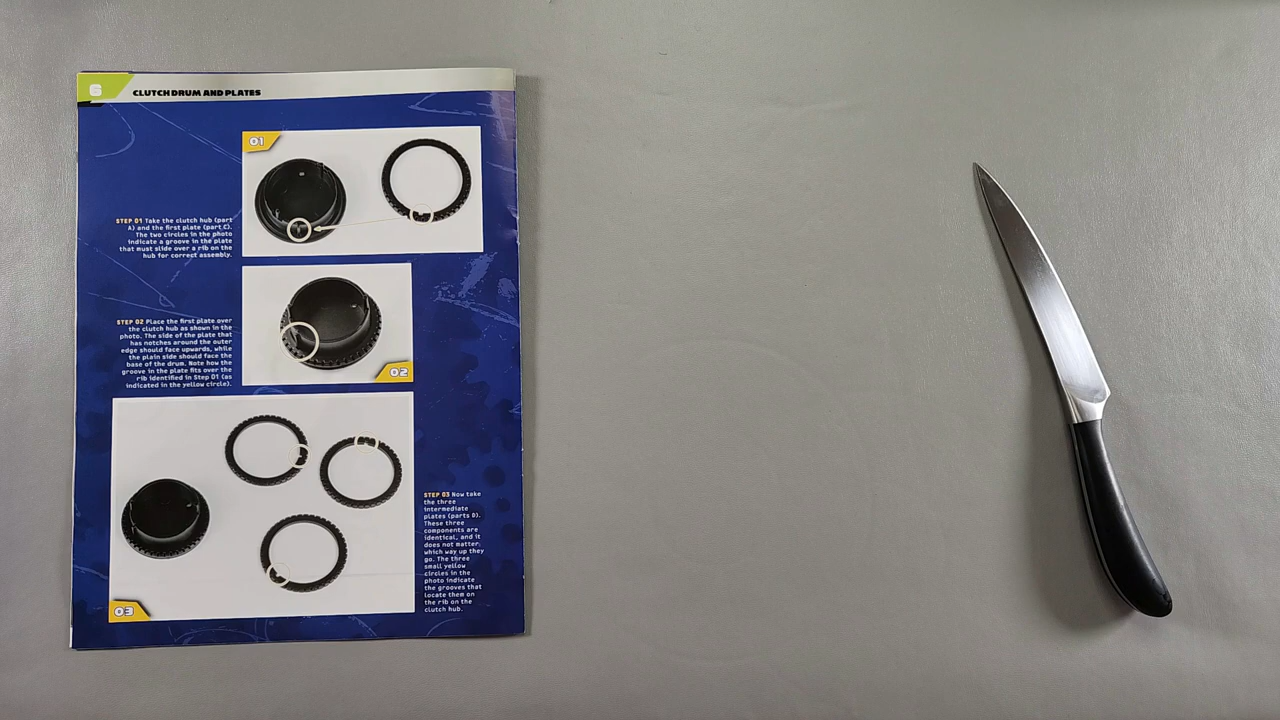 6
CLUTCH DRUM AND PLATES
01
STEP 01 Take the clutch hub (part
A) and the first plate (part C).
The two circles in the photo
indicate a groove in the plate
that must slide over a rib on the
hub for correct assembly.
STEP 02 Place the first plate over
the clutch hub as shown in the
photo. The side of the plate that
has notches around the outer
edge should face upwards, while
the plain side should face the
base of the drum. Note how the
groove in the plate fits over the
rib identified in Step 01 (as
indicated in the yellow circle).
02
STEP 03 Now take
the three
intermediate
plates (parts D).
These three
components are
identical, and it
does not matter,
which way up they
go. The three
small yellow
circles in the
photo indicate
the grooves that
locate them on
the rib on the
clutch hub.
03